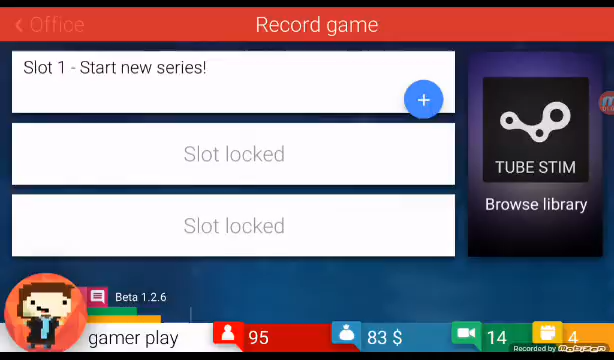 Office
Record game
Slot 1 - Start new series!
+
Slot locked
Slot locked
TUBE STIM
Browse library
Beta 1.2.6
gamer play
95
83 $
14
4
Recorded by Mobizen